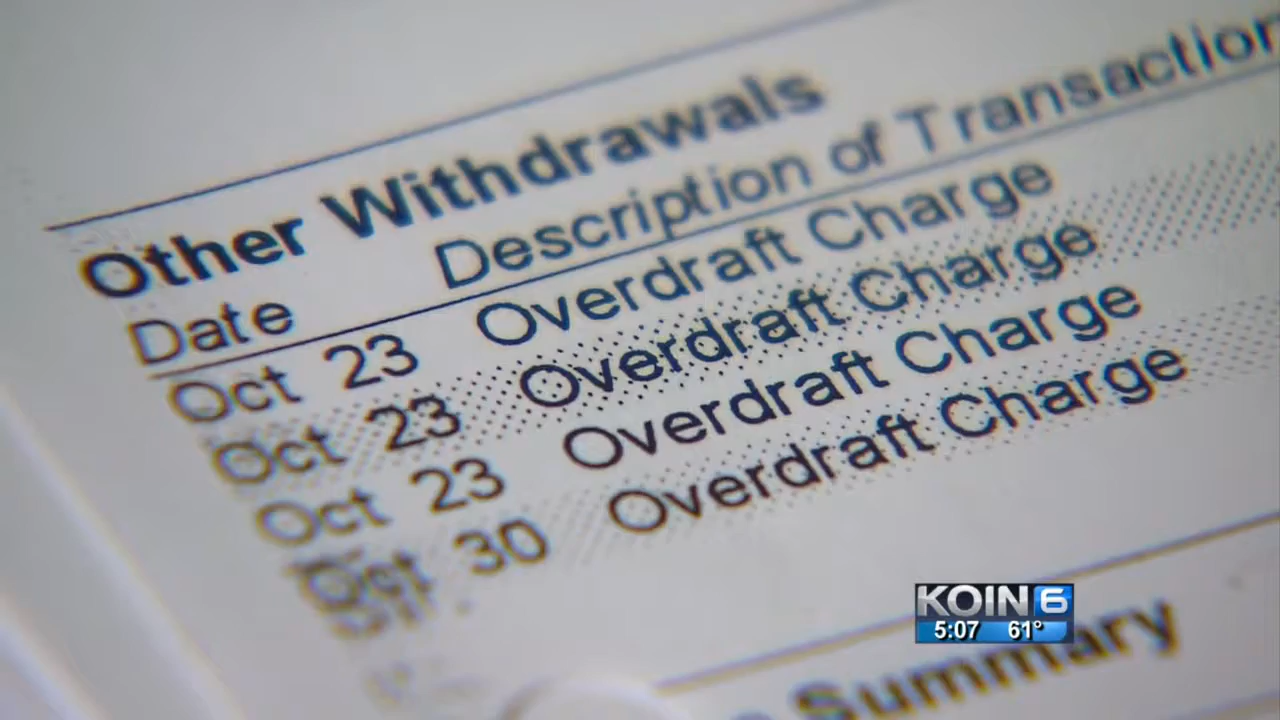 Other Withdrawals
Date Description of Transaction
Oct 23 Overdraft Charge
Oct 23 Overdraft Charge
Oct 23 Overdraft Charge
Oct 30 Overdraft Charge
Summary
KOIN 6
5:07 61°